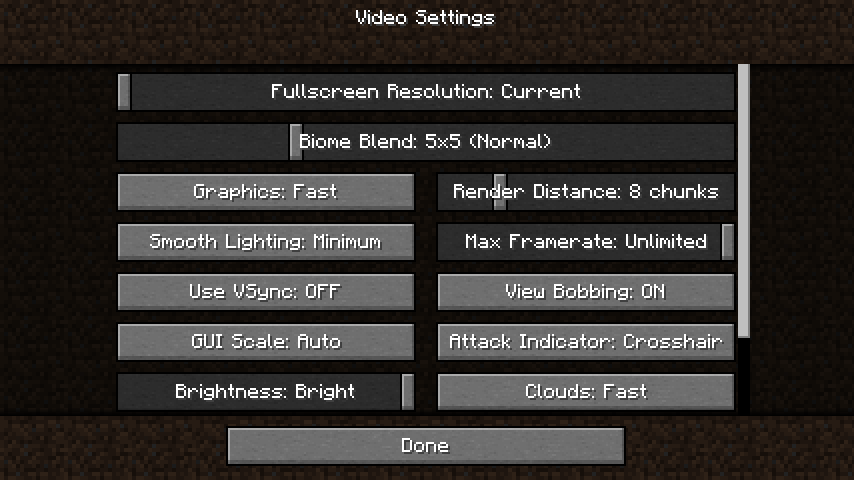 Video Settings
Fullscreen Resolution: Current
Biome Blend: 5x5 (Normal)
Graphics: Fast
Render Distance: 8 chunks
Smooth Lighting: Minimum
Max Framerate: Unlimited
Use VSync: OFF
View Bobbing: ON
GUI Scale: Auto
Attack Indicator: Crosshair
Brightness: Bright
Clouds: Fast
Done